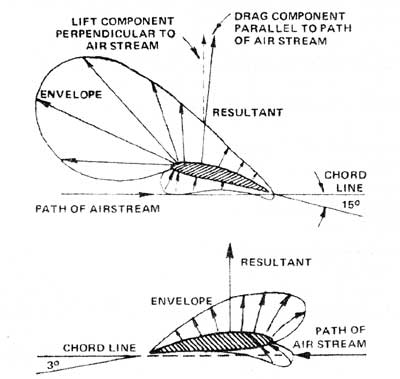 LIFT COMPONENT
PERPENDICULAR TO
AIR STREAM
DRAG COMPONENT
PARALLEL TO PATH
OF AIR STREAM
ENVELOPE
RESULTANT
CHORD
LINE
15°
PATH OF AIRSTREAM
RESULTANT
ENVELOPE
PATH OF
AIR STREAM
CHORD LINE
3°